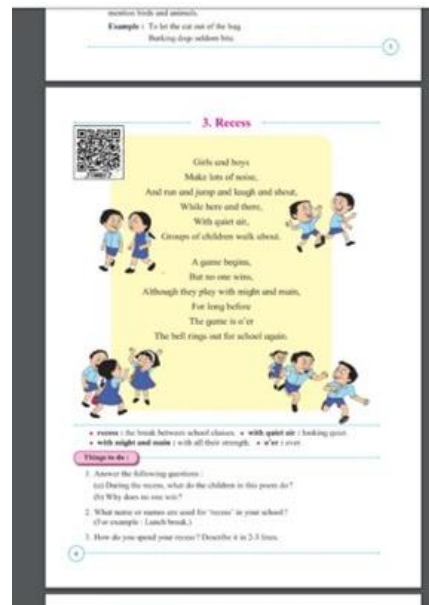 mention birds and animals.
Example : To let the cat out of the bag
Barking dogs seldom bite.
3
3. Recess
Girls and boys
Make lots of noise,
And run and jump and laugh and shout,
While here and there,
With quiet air,
Groups of children walk about.
A game begins,
But no one wins,
Although they play with might and main,
For long before
The game is o'er
The bell rings out for school again.
• recess : the break between school classes. • with quiet air : looking quiet.
• with might and main : with all their strength. • o'er : over.
Things to do :
1. Answer the following questions :
(a) During the recess, what do the children in this poem do ?
(b) Why does no one win?
2. What name or names are used for 'recess' in your school?
(For example : Lunch break.)
3. How do you spend your recess? Describe it in 2-3 lines.
4